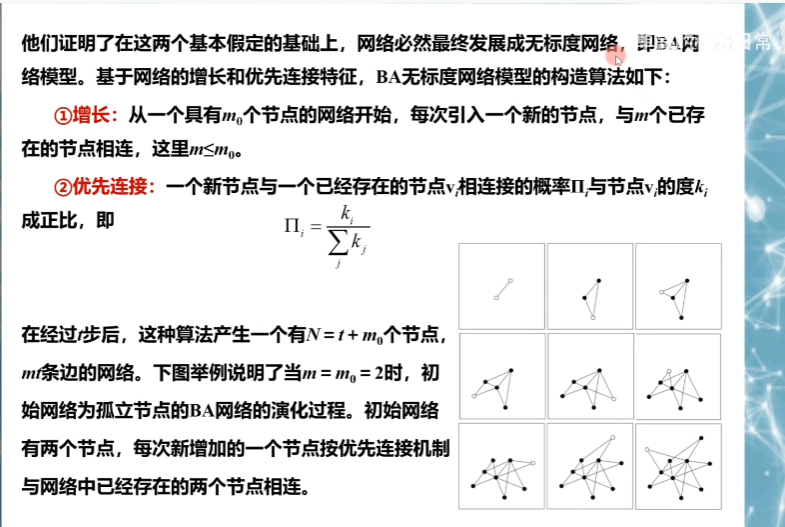 他们证明了在这两个基本假定的基础上，网络必然最终发展成无标度网络，即BA网
络模型。基于网络的增长和优先连接特征，BA无标度网络模型的构造算法如下：
①增长：从一个具有m₀个节点的网络开始，每次引入一个新的节点，与m个已存
在的节点相连，这里m≤m₀。
②优先连接：一个新节点与一个已经存在的节点vᵢ相连接的概率Πᵢ与节点vᵢ的度kᵢ
成正比，即
Πᵢ = kᵢ / ∑ⱼ kⱼ
在经过t步后，这种算法产生一个有N = t + m₀个节点，
mt条边的网络。下图举例说明了当m = m₀ = 2时，初
始网络为孤立节点的BA网络的演化过程。初始网络
有两个节点，每次新增加的一个节点按优先连接机制
与网络中已经存在的两个节点相连。